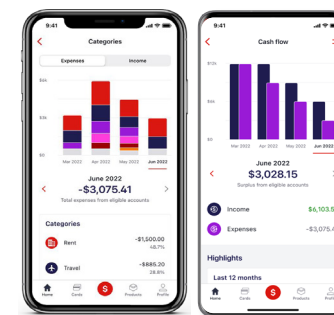 9:41
Categories
Expenses
Income
$6k
$3k
$0
Mar 2022 Apr 2022 May 2022 Jun 2022
June 2022
-$3,075.41
Total expenses from eligible accounts
Categories
Rent
-$1,500.00
48.7%
Travel
-$885.20
28.8%
Home Cards $ Products Profile
9:41
Cash flow
$0
Mar 2022 Apr 2022 May 2022 Jun 2022
June 2022
$3,028.15
Surplus from eligible accounts
Income
$6,103.5
Expenses
-$3,075.4
Highlights
Last 12 months
Home Cards $ Products Profile